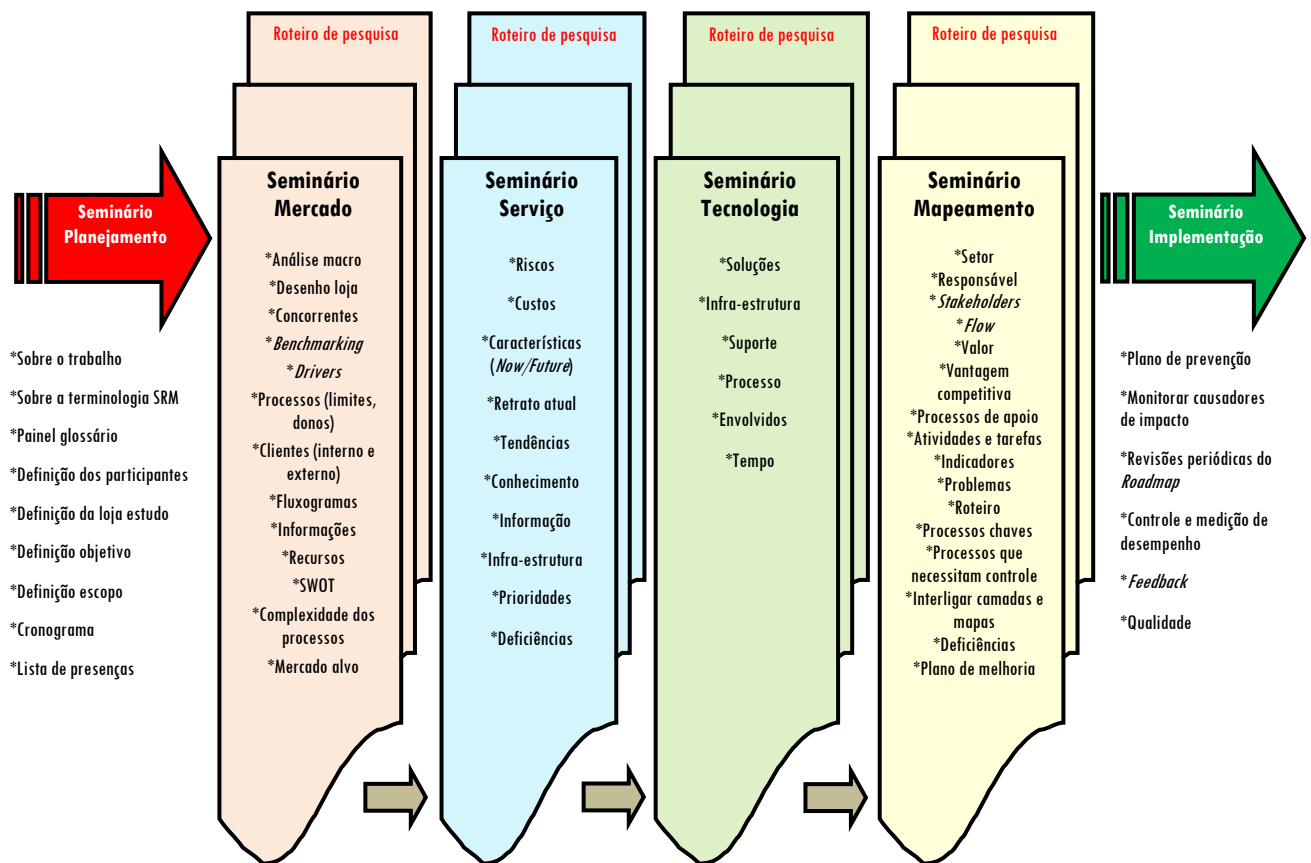 Seminário
Planejamento
*Sobre o trabalho
*Sobre a terminologia SRM
*Painel glossário
*Definição dos participantes
*Definição da loja estudo
*Definição objetivo
*Definição escopo
*Cronograma
*Lista de presenças
Roteiro de pesquisa
Seminário
Mercado
*Análise macro
*Desenho loja
*Concorrentes
*Benchmarking
*Drivers
*Processos (limites,
donos)
*Clientes (interno e
externo)
*Fluxogramas
*Informações
*Recursos
*SWOT
*Complexidade dos
processos
*Mercado alvo
Roteiro de pesquisa
Seminário
Serviço
*Riscos
*Custos
*Características
(Now/Future)
*Retrato atual
*Tendências
*Conhecimento
*Informação
*Infra-estrutura
*Prioridades
*Deficiências
Roteiro de pesquisa
Seminário
Tecnologia
*Soluções
*Infra-estrutura
*Suporte
*Processo
*Envolvidos
*Tempo
Roteiro de pesquisa
Seminário
Mapeamento
*Setor
*Responsável
*Stakeholders
*Flow
*Valor
*Vantagem
competitiva
*Processos de apoio
*Atividades e tarefas
*Indicadores
*Problemas
*Roteiro
*Processos chaves
*Processos que
necessitam controle
*Interligar camadas e
mapas
*Deficiências
*Plano de melhoria
Seminário
Implementação
*Plano de prevenção
*Monitorar causadores
de impacto
*Revisões periódicas do
Roadmap
*Controle e medição de
desempenho
*Feedback
*Qualidade